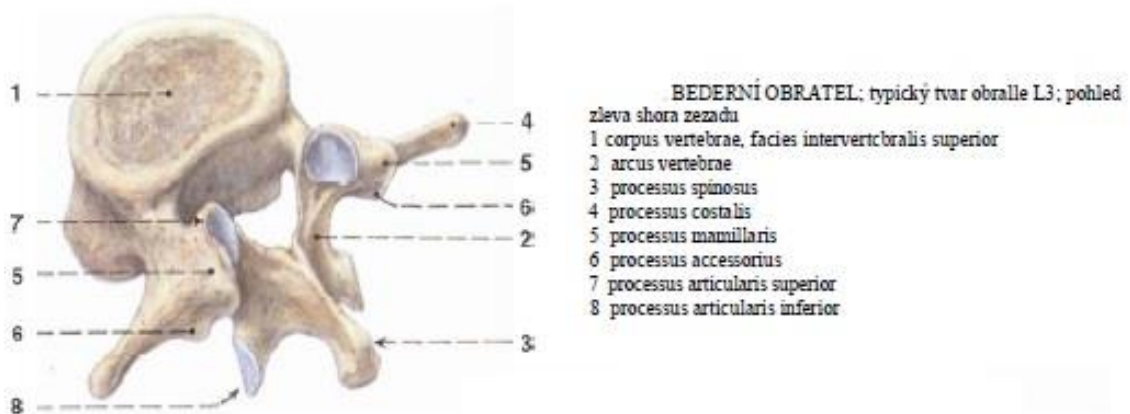 1
4
5
6
7
2
5
6
3
8
BEDERNÍ OBRATEL; typický tvar obralle L3; pohled
zleva shora zezadu
1 corpus vertebrae, facies intervertcbralis superior
2 arcus vertebrae
3 processus spinosus
4 processus costalis
5 processus mamillaris
6 processus accessorius
7 processus articularis superior
8 processus articularis inferior